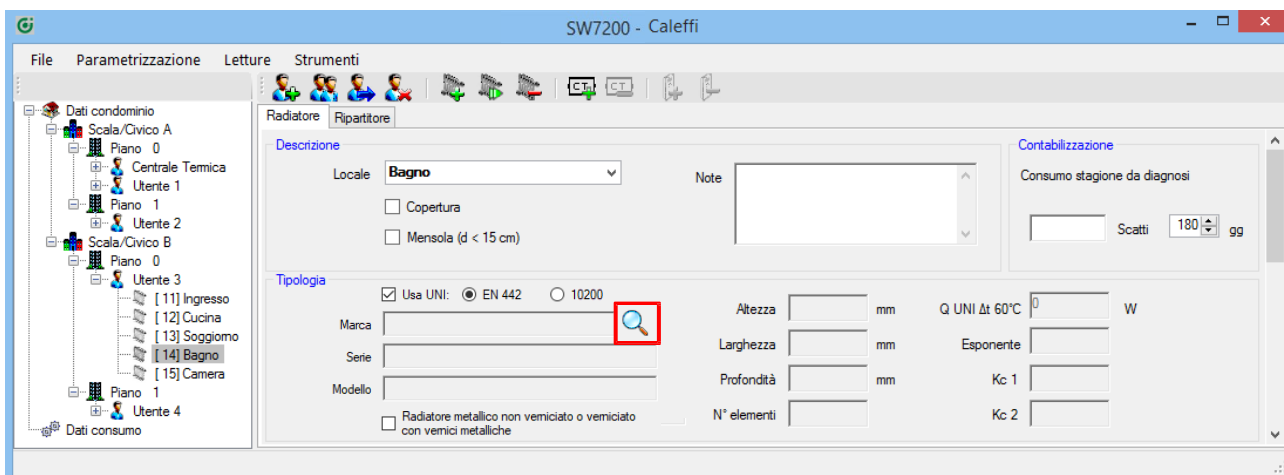 SW7200 - Caleffi
File Parametrizzazione Letture Strumenti
CT CT
Dati condominio
Scala/Civico A
Piano 0
Centrale Termica
Utente 1
Piano 1
Utente 2
Scala/Civico B
Piano 0
Utente 3
[ 11] Ingresso
[ 12] Cucina
[ 13] Soggiorno
[ 14] Bagno
[ 15] Camera
Piano 1
Utente 4
Dati consumo
Radiatore Ripartitore
Descrizione
Locale Bagno
Copertura
Mensola (d < 15 cm)
Note
Contabilizzazione
Consumo stagione da diagnosi
Scatti 180 gg
Tipologia
Usa UNI: EN 442 10200
Marca
Serie
Modello
Radiatore metallico non verniciato o verniciato
con vernici metalliche
Altezza mm
Larghezza mm
Profondità mm
N° elementi
Q UNI Δt 60°C 0 W
Esponente
Kc 1
Kc 2